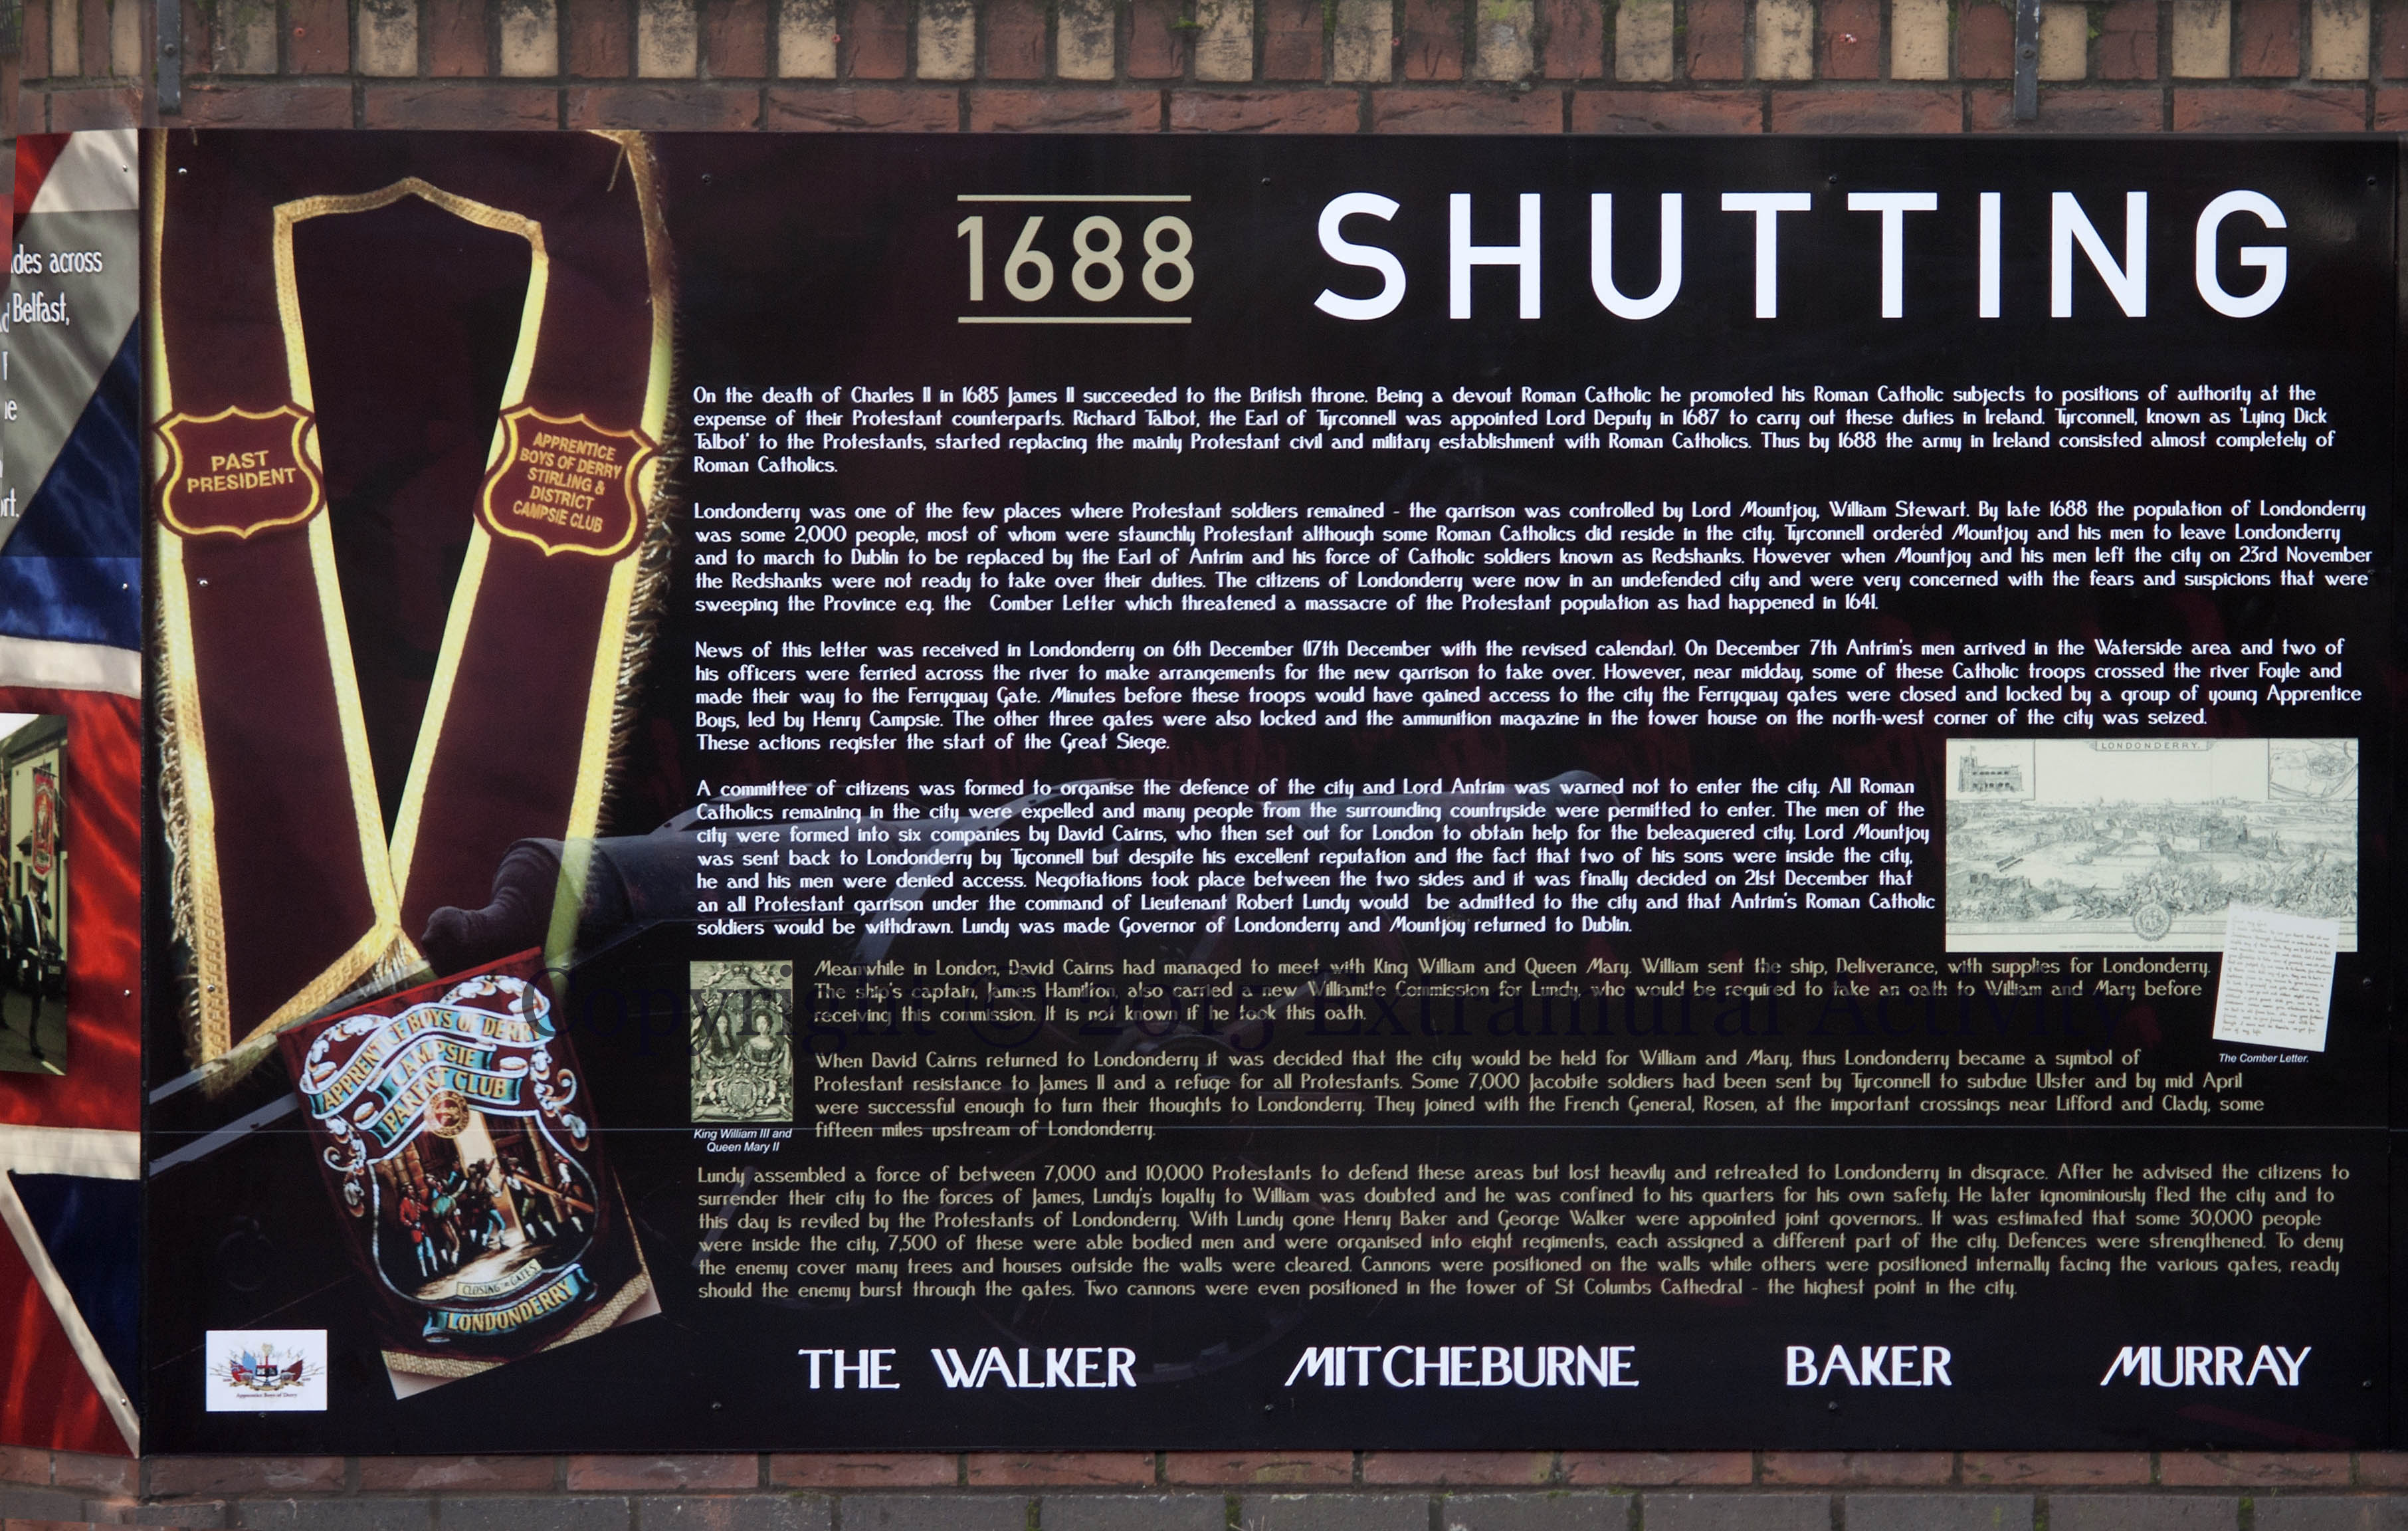 des across
Belfast,
1688 SHUTTING
PAST
PRESIDENT
APPRENTICE
BOYS OF DERRY
STIRLING &
DISTRICT
CAMPSIE CLUB
On the death of Charles II in 1685 James II succeeded to the British throne. Being a devout Roman Catholic he promoted his Roman Catholic subjects to positions of authority at the
expense of their Protestant counterparts. Richard Talbot, the Earl of Tyrconnell was appointed Lord Deputy in 1687 to carry out these duties in Ireland. Tyrconnell, known as 'Lying Dick
Talbot' to the Protestants, started replacing the mainly Protestant civil and military establishment with Roman Catholics. Thus by 1688 the army in Ireland consisted almost completely of
Roman Catholics.
Londonderry was one of the few places where Protestant soldiers remained - the garrison was controlled by Lord Mountjoy, William Stewart. By late 1688 the population of Londonderry
was some 2,000 people, most of whom were staunchly Protestant although some Roman Catholics did reside in the city. Tyrconnell ordered Mountjoy and his men to leave Londonderry
and to march to Dublin to be replaced by the Earl of Antrim and his force of Catholic soldiers known as Redshanks. However when Mountjoy and his men left the city on 23rd November
the Redshanks were not ready to take over their duties. The citizens of Londonderry were now in an undefended city and were very concerned with the fears and suspicions that were
sweeping the Province e.g. the Comber Letter which threatened a massacre of the Protestant population as had happened in 1641.
News of this letter was received in Londonderry on 6th December (17th December with the revised calendar). On December 7th Antrim's men arrived in the Waterside area and two of
his officers were ferried across the river to make arrangements for the new garrison to take over. However, near midday, some of these Catholic troops crossed the river Foyle and
made their way to the Ferryquay Gate. Minutes before these troops would have gained access to the city the Ferryquay gates were closed and locked by a group of young Apprentice
Boys, led by Henry Campsie. The other three gates were also locked and the ammunition magazine in the tower house on the north-west corner of the city was seized.
These actions register the start of the Great Siege.
LONDONDERRY.
A committee of citizens was formed to organise the defence of the city and Lord Antrim was warned not to enter the city. All Roman
Catholics remaining in the city were expelled and many people from the surrounding countryside were permitted to enter. The men of the
city were formed into six companies by David Cairns, who then set out for London to obtain help for the beleaguered city. Lord Mountjoy
was sent back to Londonderry by Tyconnell but despite his excellent reputation and the fact that two of his sons were inside the city,
he and his men were denied access. Negotiations took place between the two sides and it was finally decided on 21st December that
an all Protestant garrison under the command of Lieutenant Robert Lundy would be admitted to the city and that Antrim's Roman Catholic
soldiers would be withdrawn. Lundy was made Governor of Londonderry and Mountjoy returned to Dublin.
Meanwhile in London, David Cairns had managed to meet with King William and Queen Mary. William sent the ship, Deliverance, with supplies for Londonderry.
The ship's captain, James Hamilton, also carried a new Williamite Commission for Lundy, who would be required to take an oath to William and Mary before
receiving this commission. It is not known if he took this oath.
Copyright © 2015 Extramural Activity
The Comber Letter.
When David Cairns returned to Londonderry it was decided that the city would be held for William and Mary, thus Londonderry became a symbol of
Protestant resistance to James II and a refuge for all Protestants. Some 7,000 Jacobite soldiers had been sent by Tyrconnell to subdue Ulster and by mid April
were successful enough to turn their thoughts to Londonderry. They joined with the French General, Rosen, at the important crossings near Lifford and Clady, some
fifteen miles upstream of Londonderry.
King William III and
Queen Mary II
Lundy assembled a force of between 7,000 and 10,000 Protestants to defend these areas but lost heavily and retreated to Londonderry in disgrace. After he advised the citizens to
surrender their city to the forces of James, Lundy's loyalty to William was doubted and he was confined to his quarters for his own safety. He later ignominiously fled the city and to
this day is reviled by the Protestants of Londonderry. With Lundy gone Henry Baker and George Walker were appointed joint governors.. It was estimated that some 30,000 people
were inside the city, 7,500 of these were able bodied men and were organised into eight regiments, each assigned a different part of the city. Defences were strengthened. To deny
the enemy cover many trees and houses outside the walls were cleared. Cannons were positioned on the walls while others were positioned internally facing the various gates, ready
should the enemy burst through the gates. Two cannons were even positioned in the tower of St Columbs Cathedral - the highest point in the city.
APPRENTICE BOYS OF DERRY
CAMPSIE
PARENT CLUB
CLOSING THE GATES
LONDONDERRY
Apprentice Boys of Derry
THE WALKER MITCHEBURNE BAKER MURRAY